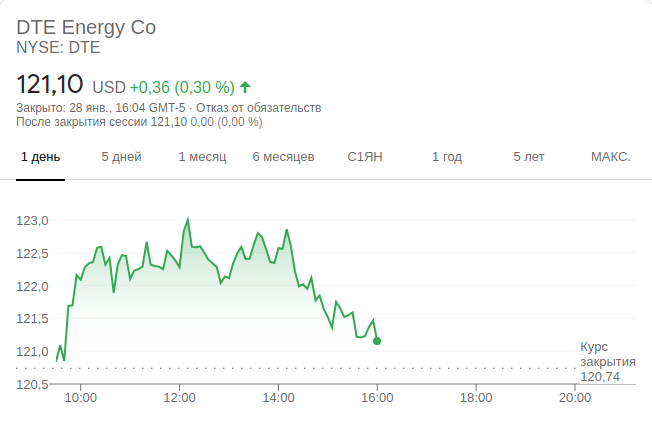 DTE Energy Co
NYSE: DTE
121,10 USD +0,36 (0,30 %)
Закрыто: 28 янв., 16:04 GMT-5 · Отказ от обязательств
После закрытия сессии 121,10 0,00 (0,00 %)
1 день 5 дней 1 месяц 6 месяцев С1ЯН 1 год 5 лет МАКС.
123,0
122,5
122,0
121,5
121,0
120,5
Курс
закрытия
120,74
10:00 12:00 14:00 16:00 18:00 20:00